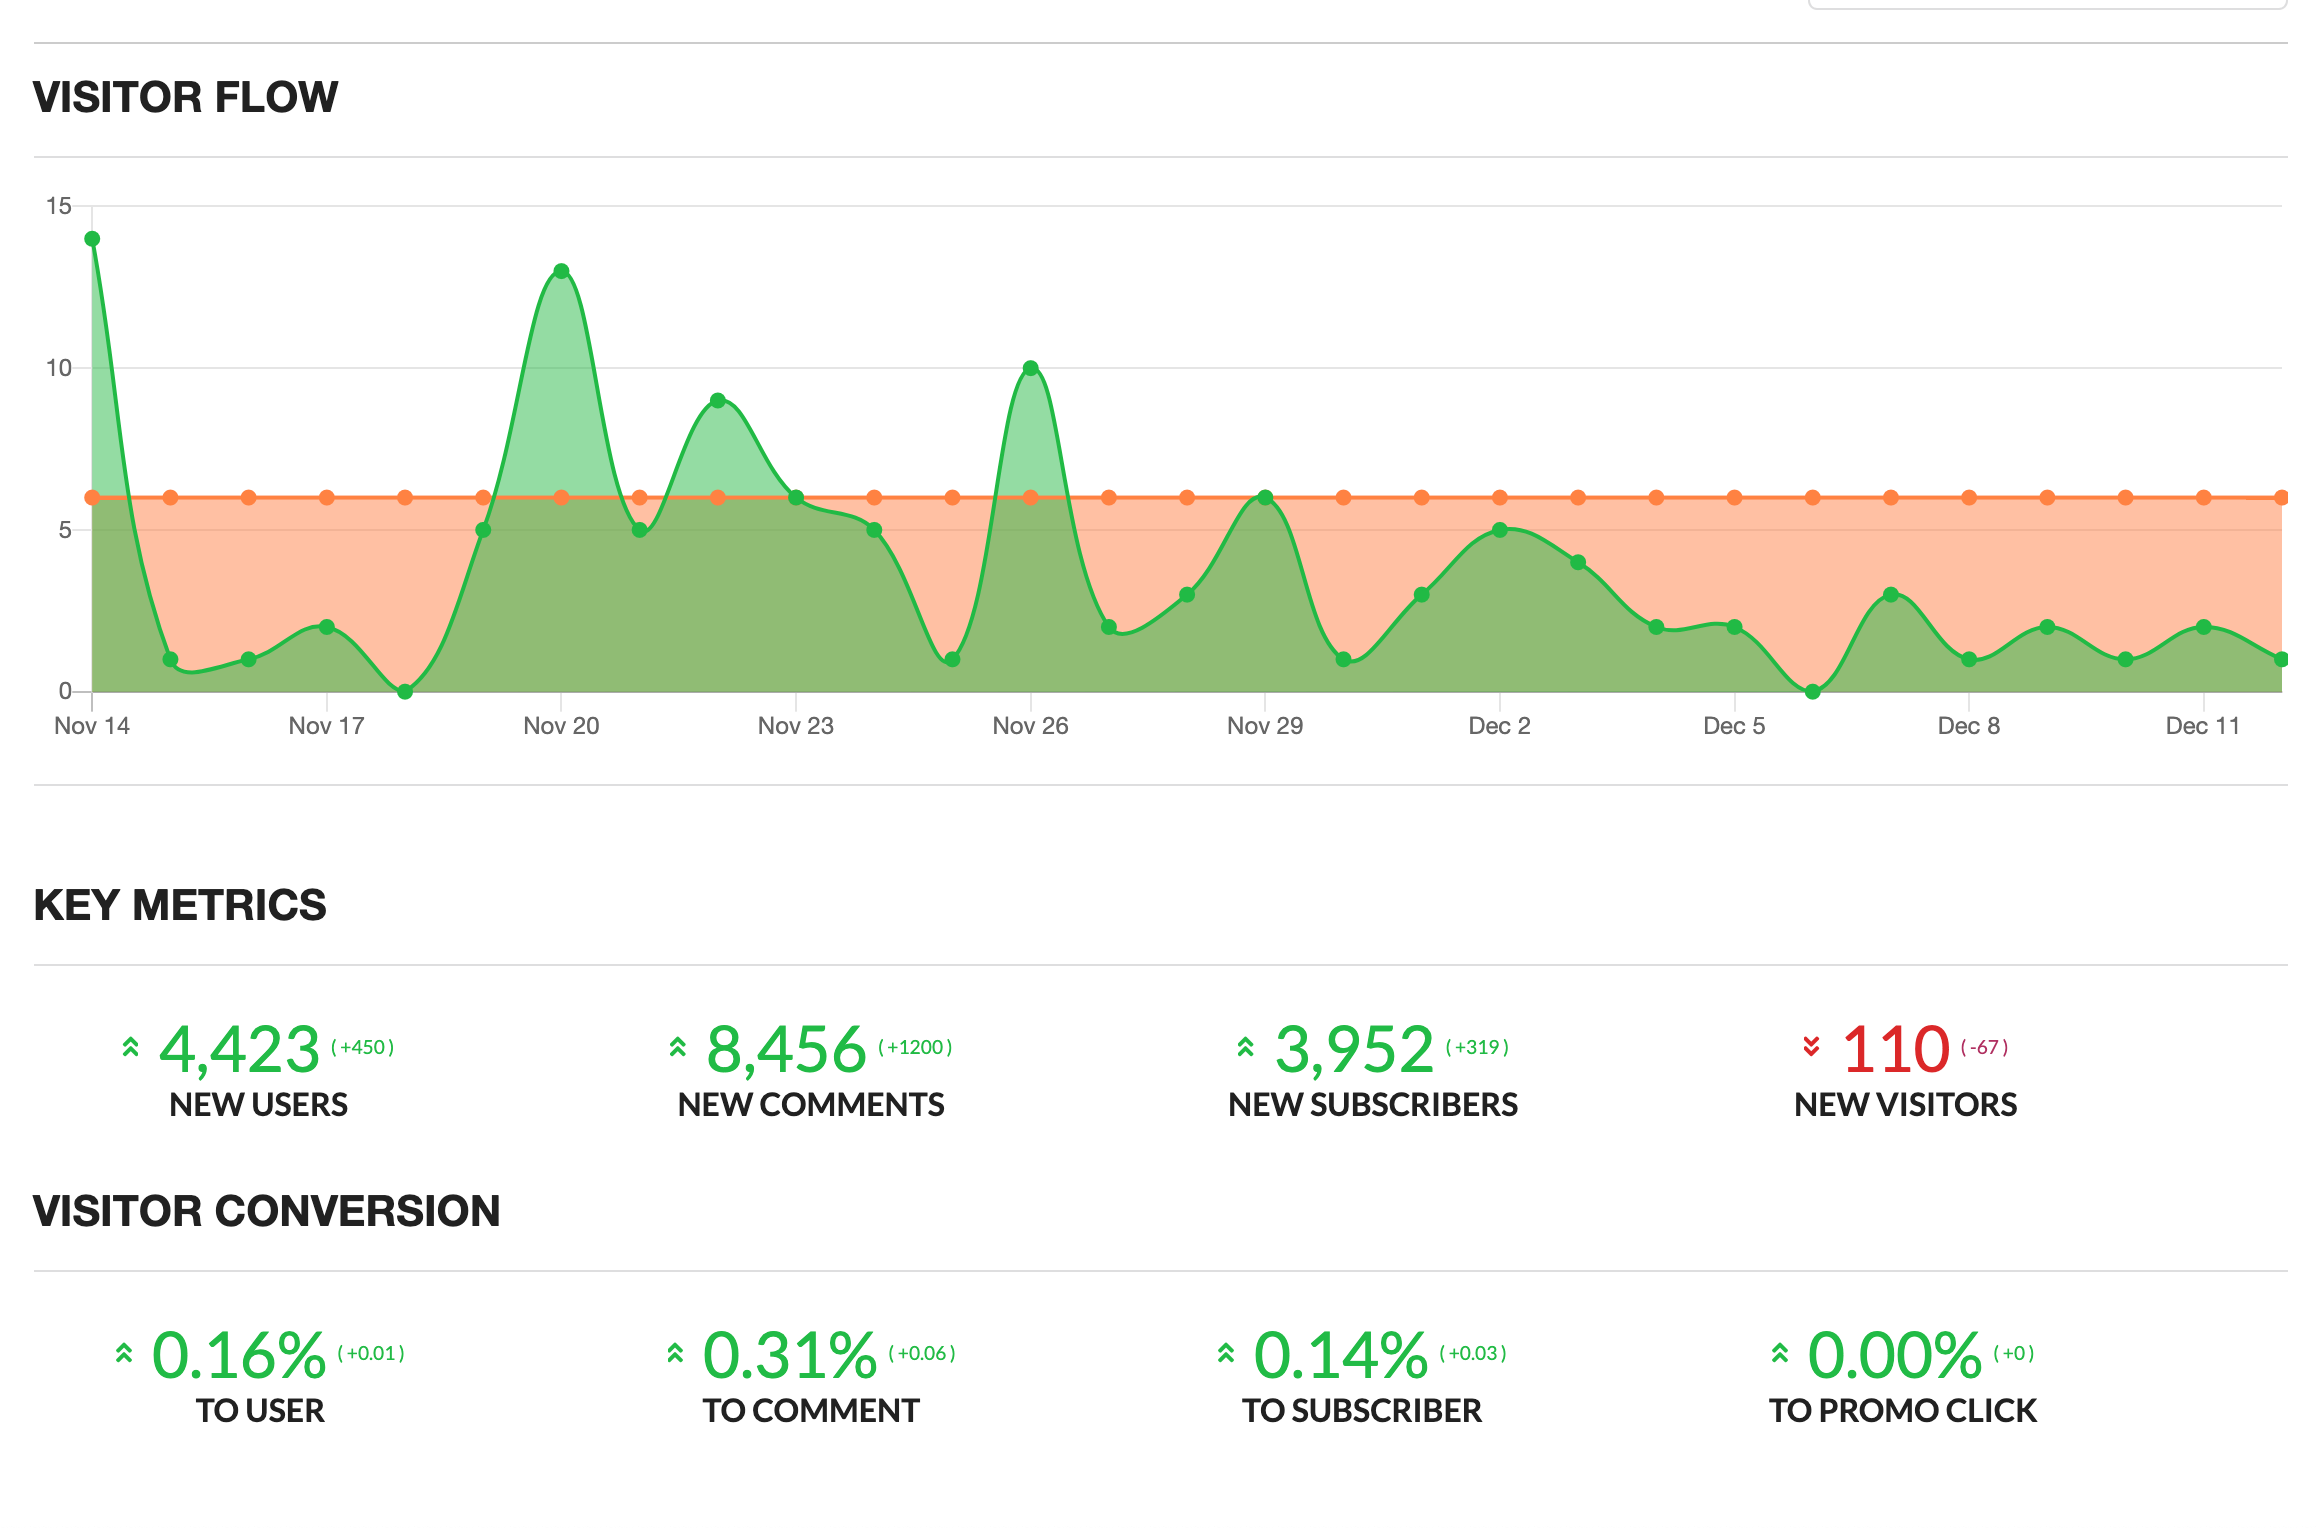 VISITOR FLOW
15
10
5
0
Nov 14 Nov 17 Nov 20 Nov 23 Nov 26 Nov 29 Dec 2 Dec 5 Dec 8 Dec 11
KEY METRICS
4,423 (+450) 8,456 (+1200) 3,952 (+319) 110 (-67)
NEW USERS NEW COMMENTS NEW SUBSCRIBERS NEW VISITORS
VISITOR CONVERSION
0.16% (+0.01) 0.31% (+0.06) 0.14% (+0.03) 0.00% (+0)
TO USER TO COMMENT TO SUBSCRIBER TO PROMO CLICK